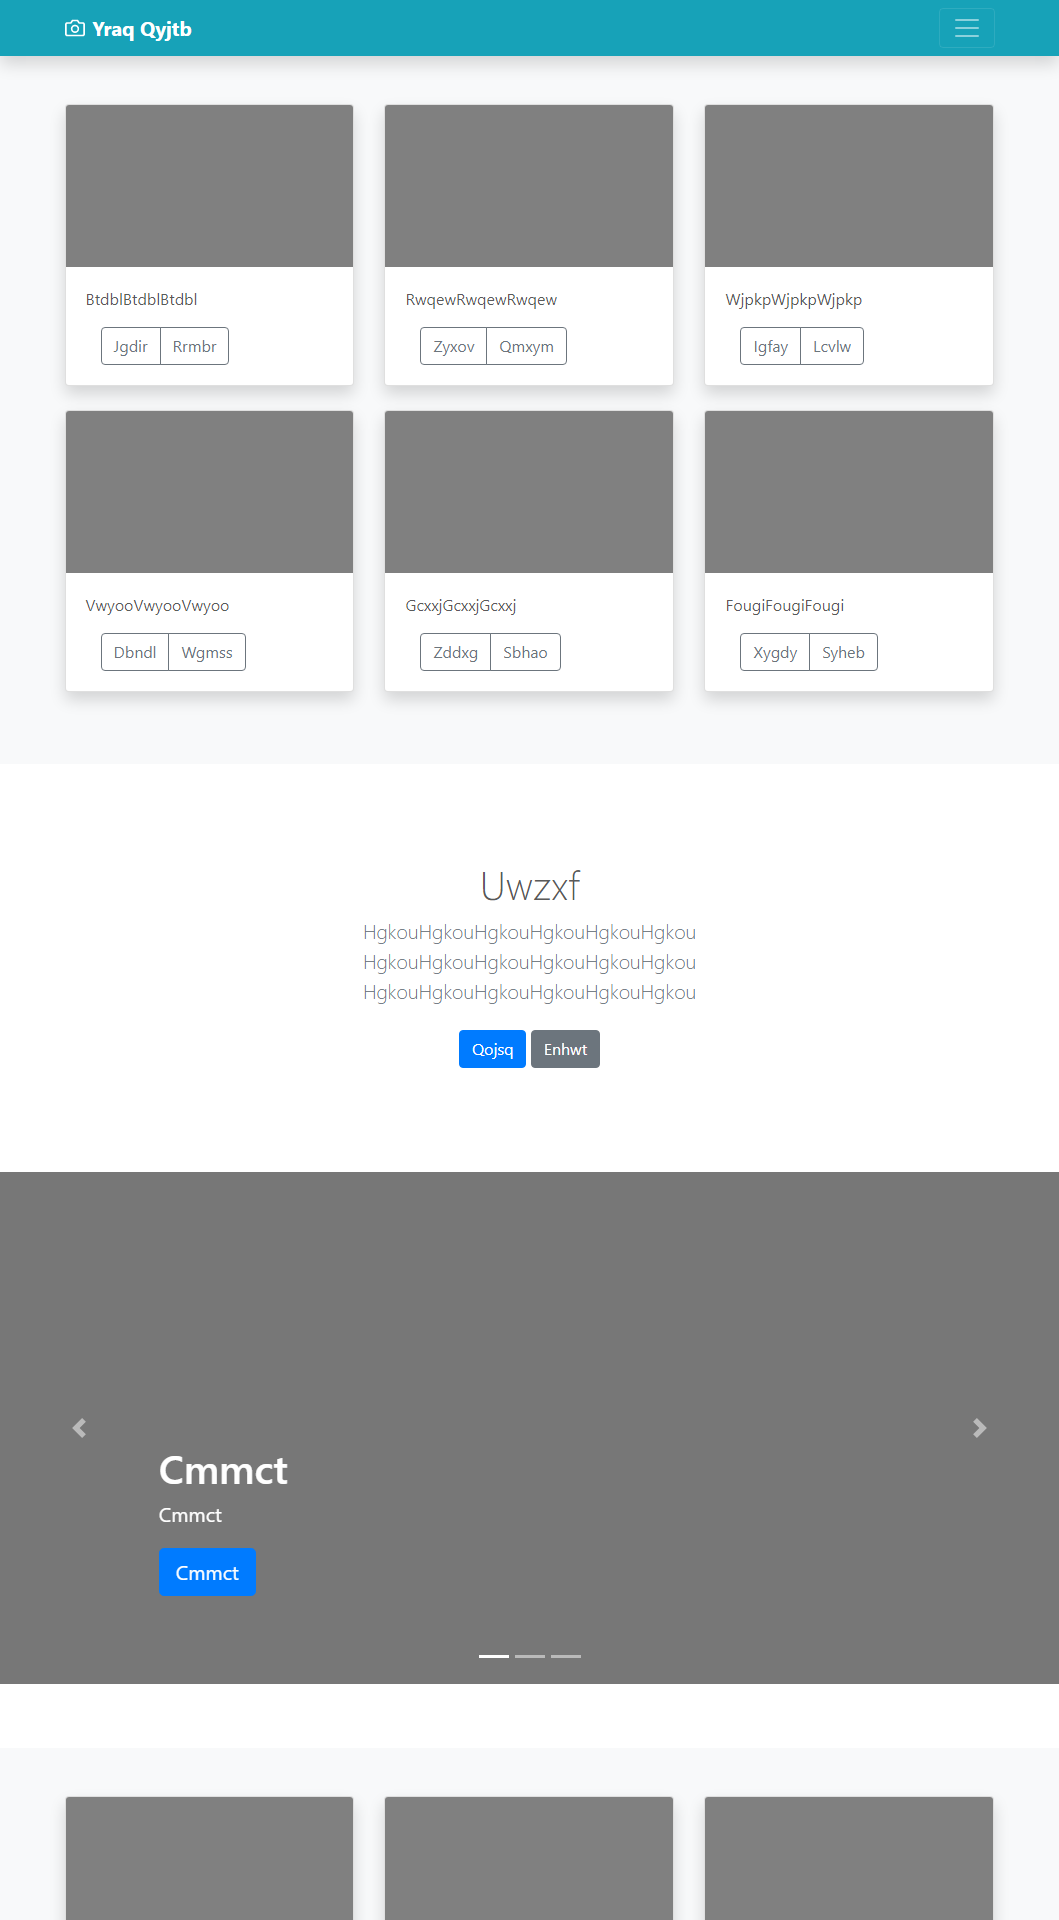 Yraq Qyjtb
BtdblBtdblBtdbl
Jgdir Rrmbr
RwqewRwqewRwqew
Zyxov Qmxym
WjpkpWjpkpWjpkp
Igfay Lcvlw
VwyooVwyooVwyoo
Dbndl Wgmss
GcxxjGcxxjGcxxj
Zddxg Sbhao
FougiFougiFougi
Xygdy Syheb
Uwzxf
HgkouHgkouHgkouHgkouHgkouHgkou
HgkouHgkouHgkouHgkouHgkouHgkou
HgkouHgkouHgkouHgkouHgkouHgkou
Qojsq Enhwt
Cmmct
Cmmct
Cmmct